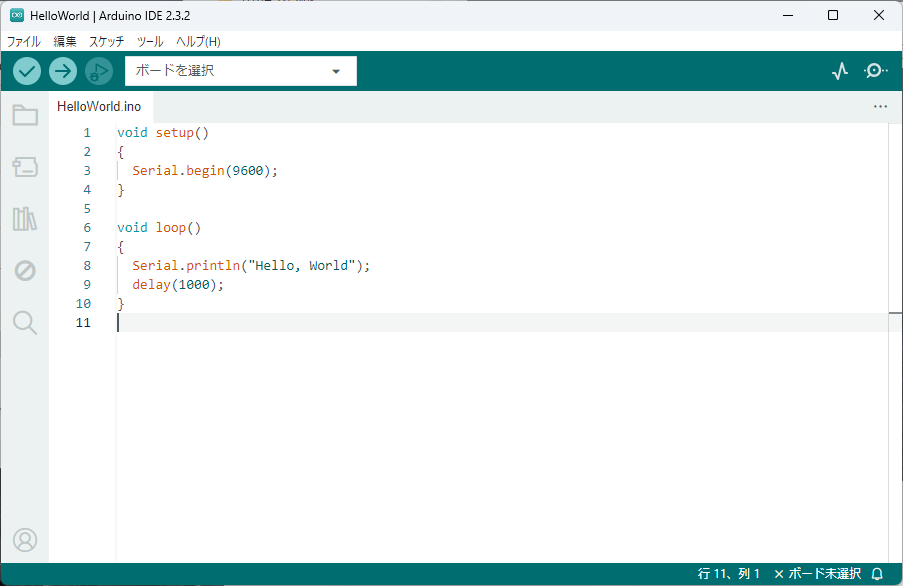 HelloWorld | Arduino IDE 2.3.2
ファイル 編集 スケッチ ツール ヘルプ(H)
ボードを選択
HelloWorld.ino
1 void setup()
2 {
3 Serial.begin(9600);
4 }
5
6 void loop()
7 {
8 Serial.println("Hello, World");
9 delay(1000);
10 }
11
行 11、列 1 ✕ ボード未選択